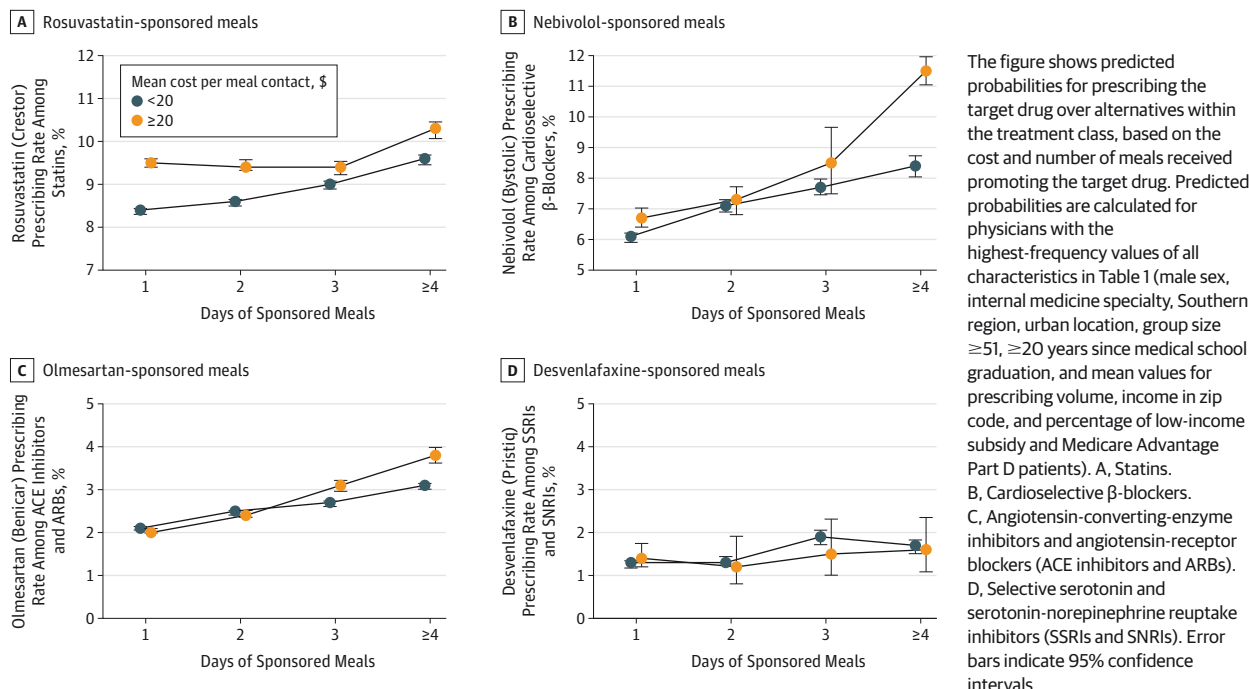 A Rosuvastatin-sponsored meals
Rosuvastatin (Crestor)
Prescribing Rate Among
Statins, %
12
11
10
9
8
7
Mean cost per meal contact, $
<20
≥20
1 2 3 ≥4
Days of Sponsored Meals
B Nebivolol-sponsored meals
Nebivolol (Bystolic) Prescribing
Rate Among Cardioselective
β-Blockers, %
12
11
10
9
8
7
6
5
1 2 3 ≥4
Days of Sponsored Meals
C Olmesartan-sponsored meals
Olmesartan (Benicar) Prescribing
Rate Among ACE Inhibitors
and ARBs, %
5
4
3
2
1
0
1 2 3 ≥4
Days of Sponsored Meals
D Desvenlafaxine-sponsored meals
Desvenlafaxine (Pristiq)
Prescribing Rate Among SSRIs
and SNRIs, %
5
4
3
2
1
0
1 2 3 ≥4
Days of Sponsored Meals
The figure shows predicted
probabilities for prescribing the
target drug over alternatives within
the treatment class, based on the
cost and number of meals received
promoting the target drug. Predicted
probabilities are calculated for
physicians with the
highest-frequency values of all
characteristics in Table 1 (male sex,
internal medicine specialty, Southern
region, urban location, group size
≥51, ≥20 years since medical school
graduation, and mean values for
prescribing volume, income in zip
code, and percentage of low-income
subsidy and Medicare Advantage
Part D patients). A, Statins.
B, Cardioselective β-blockers.
C, Angiotensin-converting-enzyme
inhibitors and angiotensin-receptor
blockers (ACE inhibitors and ARBs).
D, Selective serotonin and
serotonin-norepinephrine reuptake
inhibitors (SSRIs and SNRIs). Error
bars indicate 95% confidence
intervals